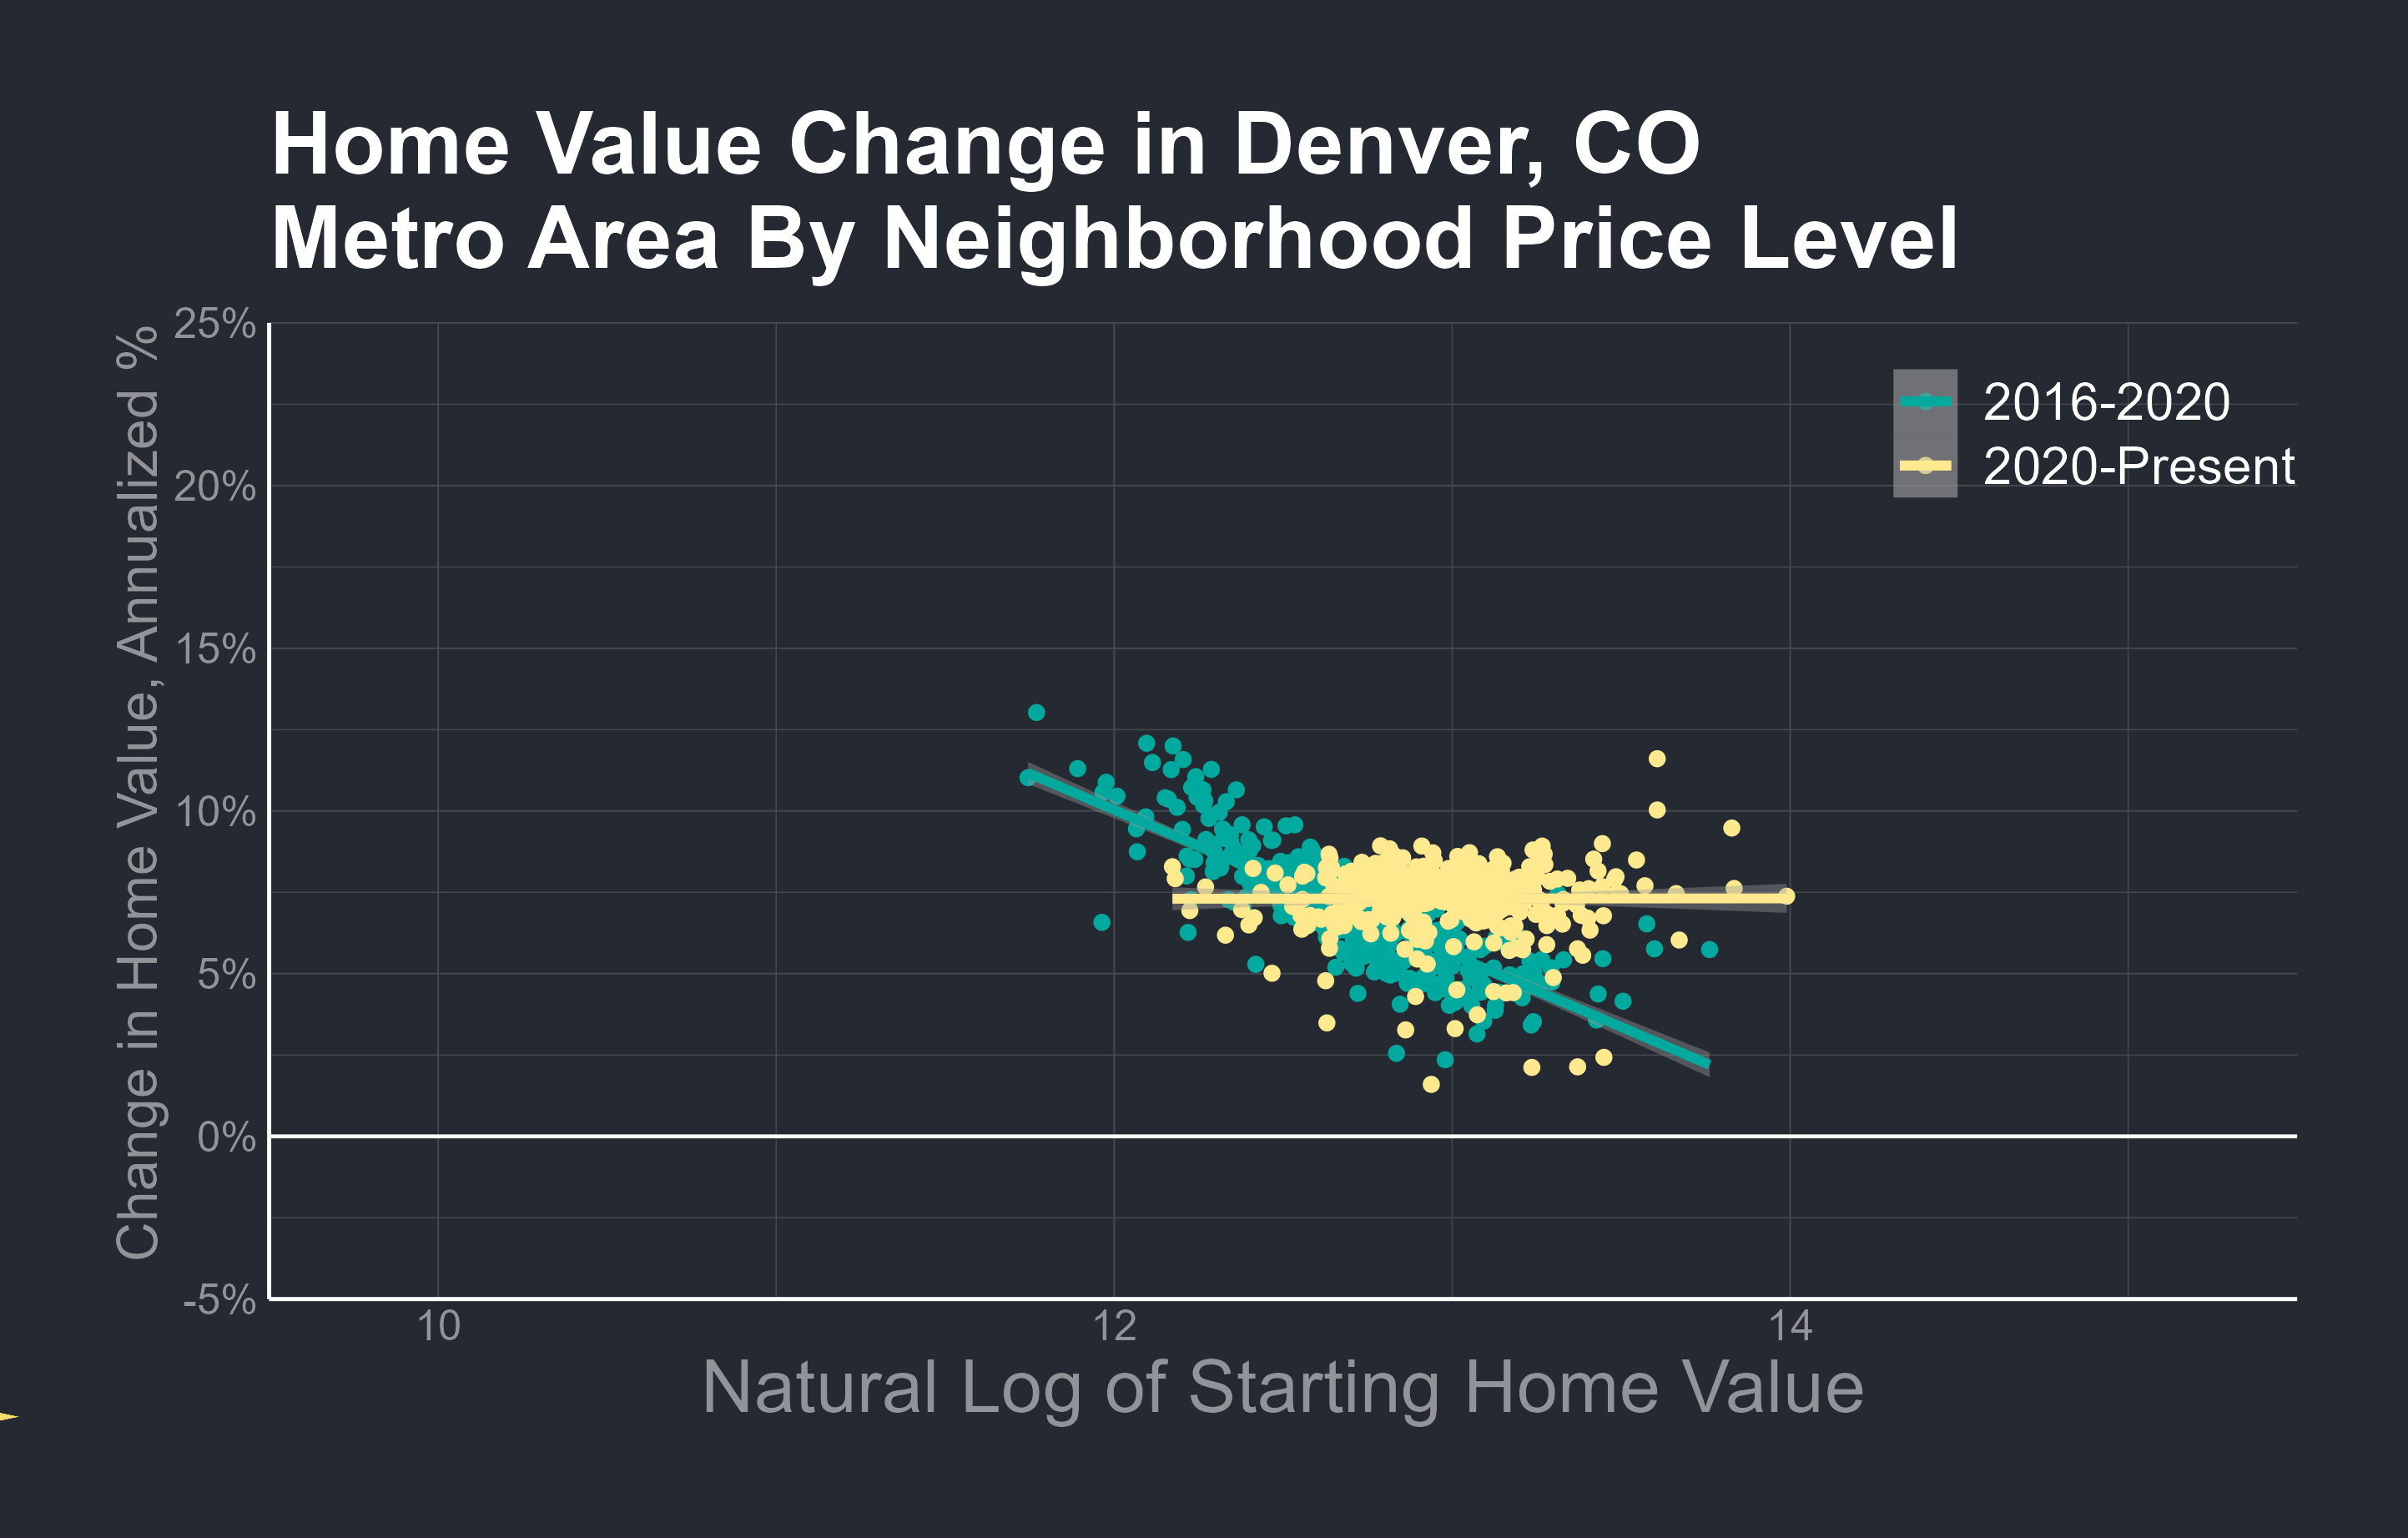 Home Value Change in Denver, CO
Metro Area By Neighborhood Price Level
Change in Home Value, Annualized %
25%
20%
15%
10%
5%
0%
-5%
2016-2020
2020-Present
10
12
14
Natural Log of Starting Home Value